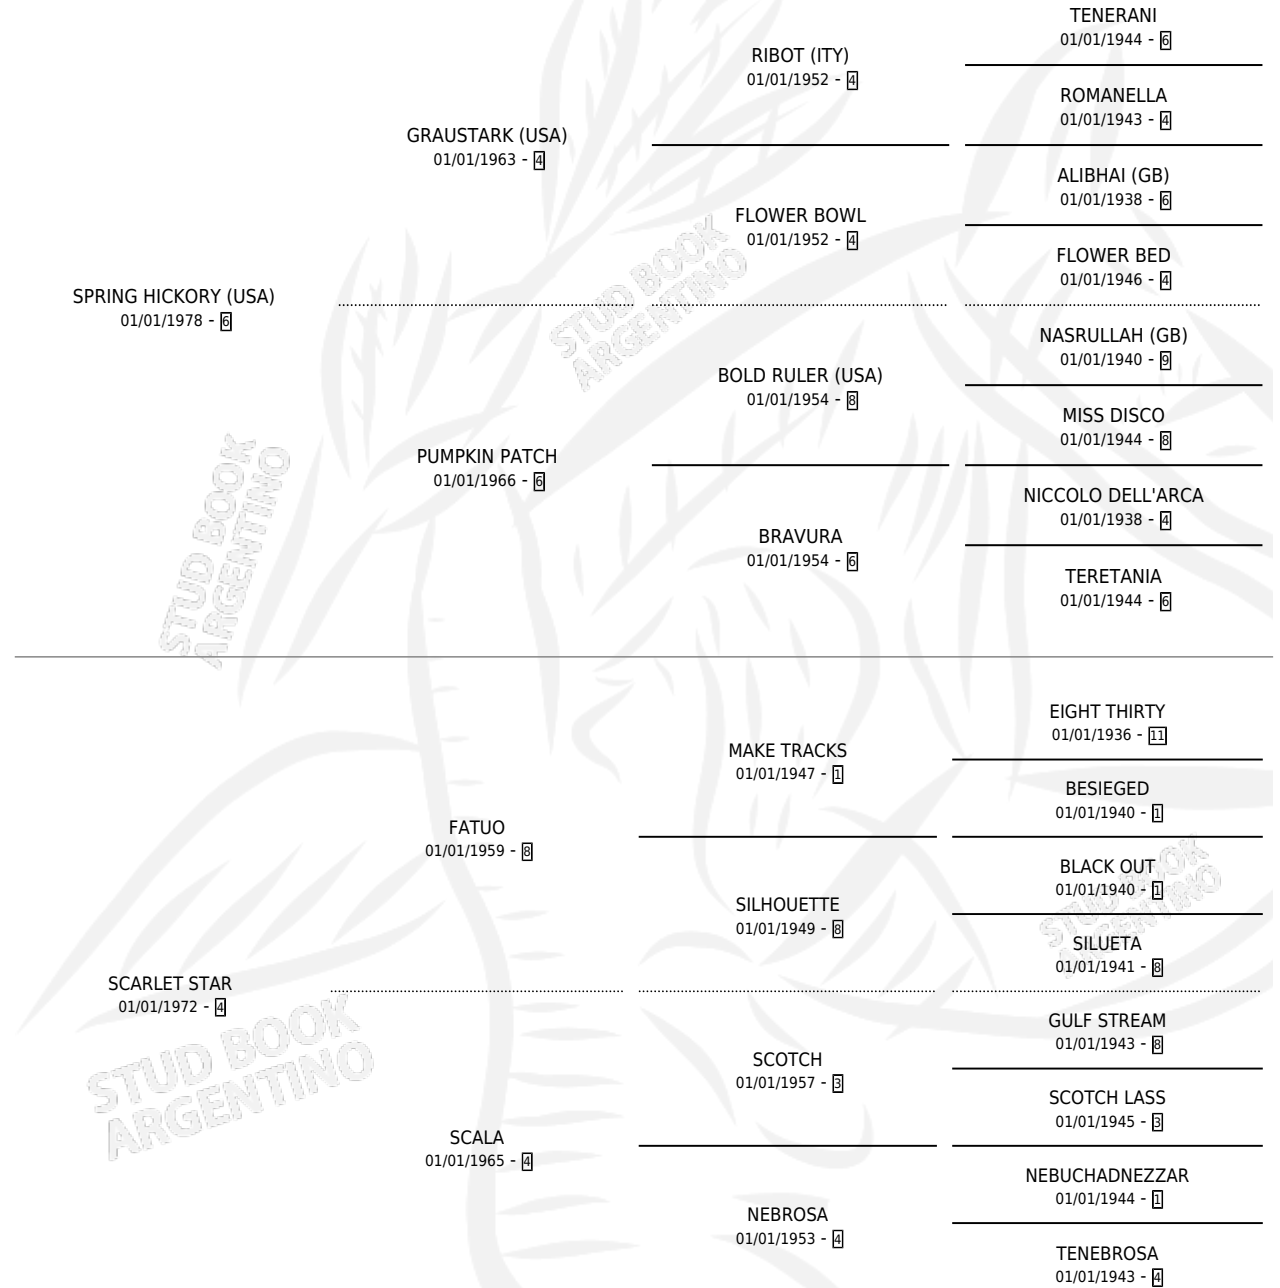 TENERANI
01/01/1944 - 6
RIBOT (ITY)
01/01/1952 - 4
ROMANELLA
01/01/1943 - 4
GRAUSTARK (USA)
01/01/1963 - 4
ALIBHAI (GB)
01/01/1938 - 6
FLOWER BOWL
01/01/1952 - 4
FLOWER BED
01/01/1946 - 4
SPRING HICKORY (USA)
01/01/1978 - 6
NASRULLAH (GB)
01/01/1940 - 9
BOLD RULER (USA)
01/01/1954 - 8
MISS DISCO
01/01/1944 - 8
PUMPKIN PATCH
01/01/1966 - 6
NICCOLO DELL'ARCA
01/01/1938 - 4
BRAVURA
01/01/1954 - 6
TERETANIA
01/01/1944 - 6
STUD BOOK
ARGENTINO
STUD BOOK
ARGENTINO
EIGHT THIRTY
01/01/1936 - 11
MAKE TRACKS
01/01/1947 - 1
BESIEGED
01/01/1940 - 1
FATUO
01/01/1959 - 8
BLACK OUT
01/01/1940 - 1
SILHOUETTE
01/01/1949 - 8
SILUETA
01/01/1941 - 8
SCARLET STAR
01/01/1972 - 4
GULF STREAM
01/01/1943 - 8
SCOTCH
01/01/1957 - 3
SCOTCH LASS
01/01/1945 - 3
SCALA
01/01/1965 - 4
NEBUCHADNEZZAR
01/01/1944 - 1
NEBROSA
01/01/1953 - 4
TENEBROSA
01/01/1943 - 4
STUD BOOK
ARGENTINO
STUD BOOK
ARGENTINO